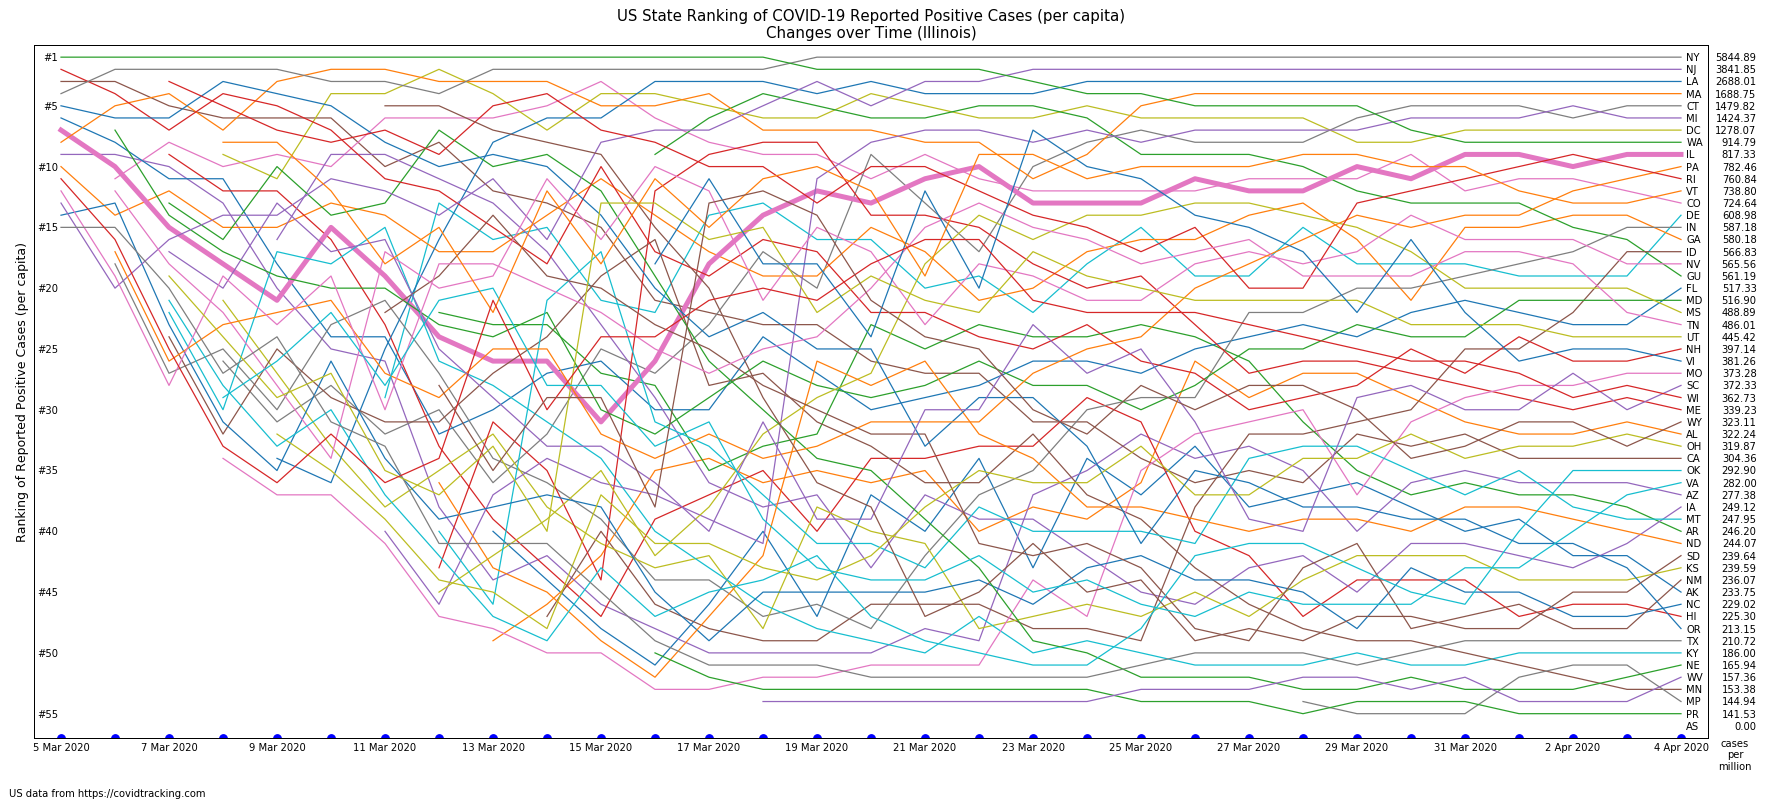 US State Ranking of COVID-19 Reported Positive Cases (per capita)
Changes over Time (Illinois)
Ranking of Reported Positive Cases (per capita)
#1
#5
#10
#15
#20
#25
#30
#35
#40
#45
#50
#55
NY 5844.89
NJ 3841.85
LA 2688.01
MA 1688.75
CT 1479.82
MI 1424.37
DC 1278.07
WA 914.79
IL 817.33
PA 782.46
RI 760.84
VT 738.80
CO 724.64
DE 608.98
IN 587.18
GA 580.18
ID 566.83
NV 565.56
GU 561.19
FL 517.33
MD 516.90
MS 488.89
TN 486.01
UT 445.42
NH 397.14
VI 381.26
MO 373.28
SC 372.33
WI 362.73
ME 339.23
WY 323.11
AL 322.24
OH 319.87
CA 304.36
OK 292.90
VA 282.00
AZ 277.38
IA 249.12
MT 247.95
AR 246.20
ND 244.07
SD 239.64
KS 239.59
NM 236.07
AK 233.75
NC 229.02
HI 225.30
OR 213.15
TX 210.72
KY 186.00
NE 165.94
WV 157.36
MN 153.38
MP 144.94
PR 141.53
AS 0.00
5 Mar 2020 7 Mar 2020 9 Mar 2020 11 Mar 2020 13 Mar 2020 15 Mar 2020 17 Mar 2020 19 Mar 2020 21 Mar 2020 23 Mar 2020 25 Mar 2020 27 Mar 2020 29 Mar 2020 31 Mar 2020 2 Apr 2020 4 Apr 2020
cases
per
million
US data from https://covidtracking.com